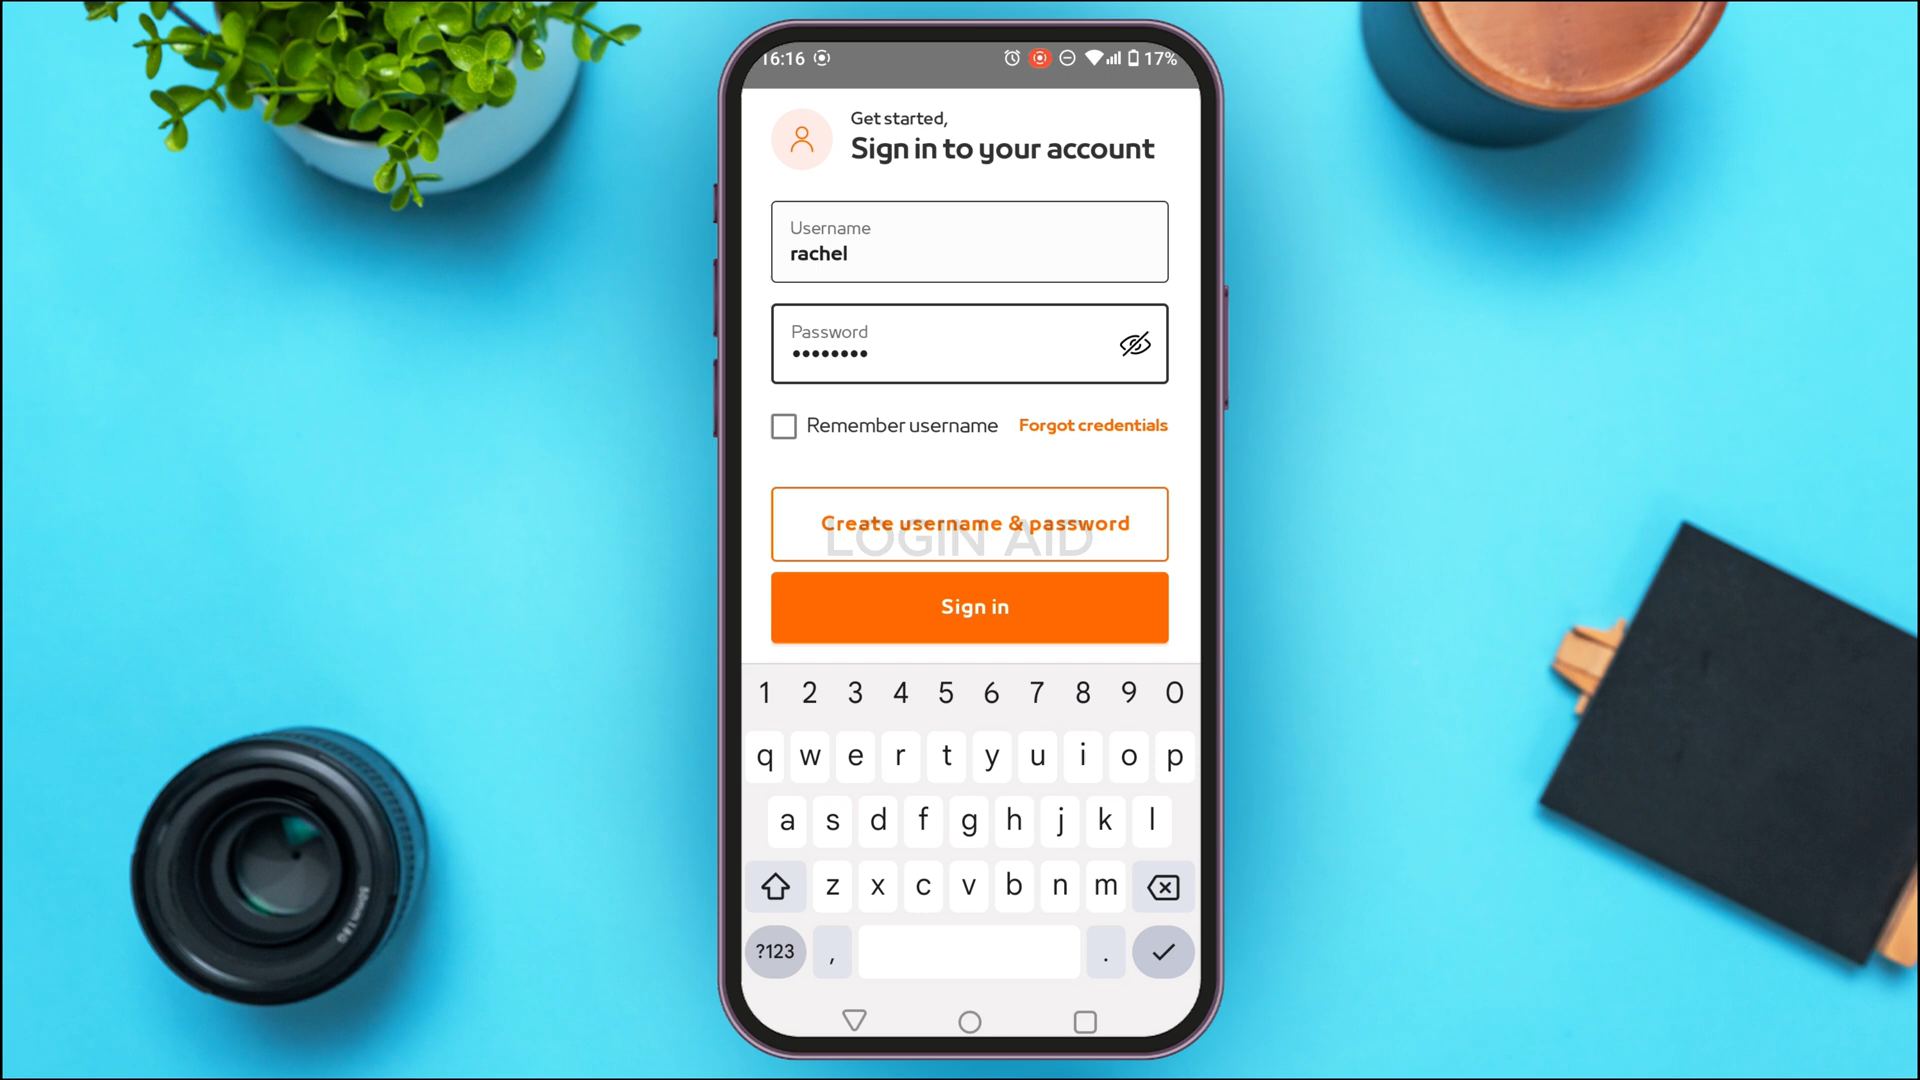 16:16
17%
Get started,
Sign in to your account
Username
rachel
Password
••••••••
Remember username
Forgot credentials
Create username & password
LOGIN AID
Sign in
1 2 3 4 5 6 7 8 9 0
q w e r t y u i o p
a s d f g h j k l
z x c v b n m
?123 , .